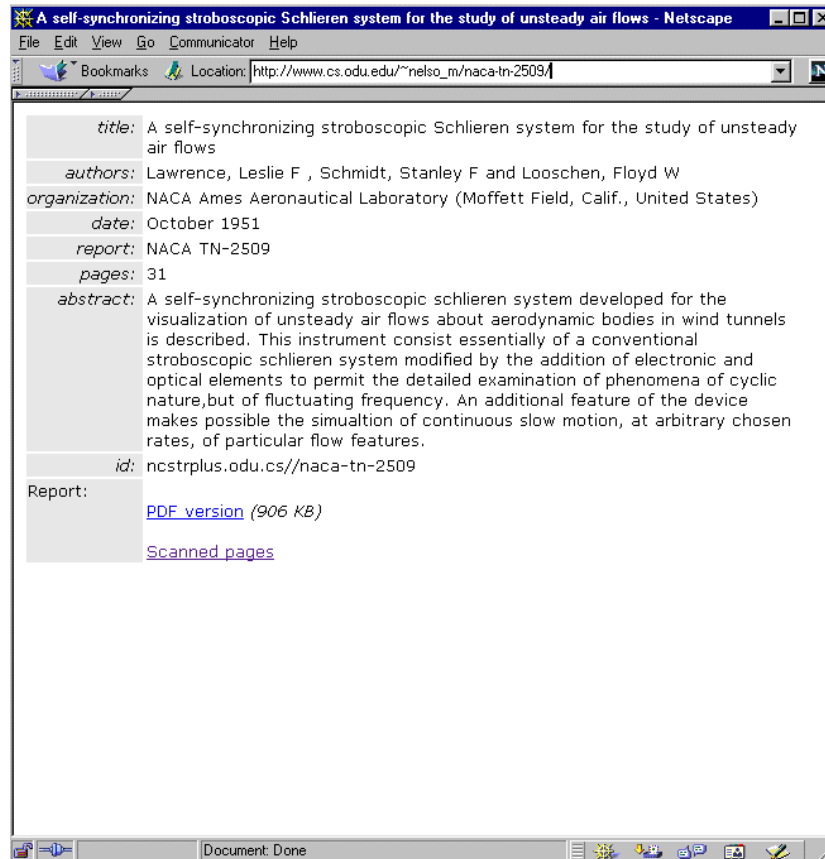 A self-synchronizing stroboscopic Schlieren system for the study of unsteady air flows - Netscape
File Edit View Go Communicator Help
Bookmarks Location: http://www.cs.odu.edu/~nelso_m/naca-tn-2509/
N
title: A self-synchronizing stroboscopic Schlieren system for the study of unsteady
air flows
authors: Lawrence, Leslie F , Schmidt, Stanley F and Looschen, Floyd W
organization: NACA Ames Aeronautical Laboratory (Moffett Field, Calif., United States)
date: October 1951
report: NACA TN-2509
pages: 31
abstract: A self-synchronizing stroboscopic schlieren system developed for the
visualization of unsteady air flows about aerodynamic bodies in wind tunnels
is described. This instrument consist essentially of a conventional
stroboscopic schlieren system modified by the addition of electronic and
optical elements to permit the detailed examination of phenomena of cyclic
nature,but of fluctuating frequency. An additional feature of the device
makes possible the simualtion of continuous slow motion, at arbitrary chosen
rates, of particular flow features.
id: ncstrplus.odu.cs//naca-tn-2509
Report:
PDF version (906 KB)
Scanned pages
Document: Done